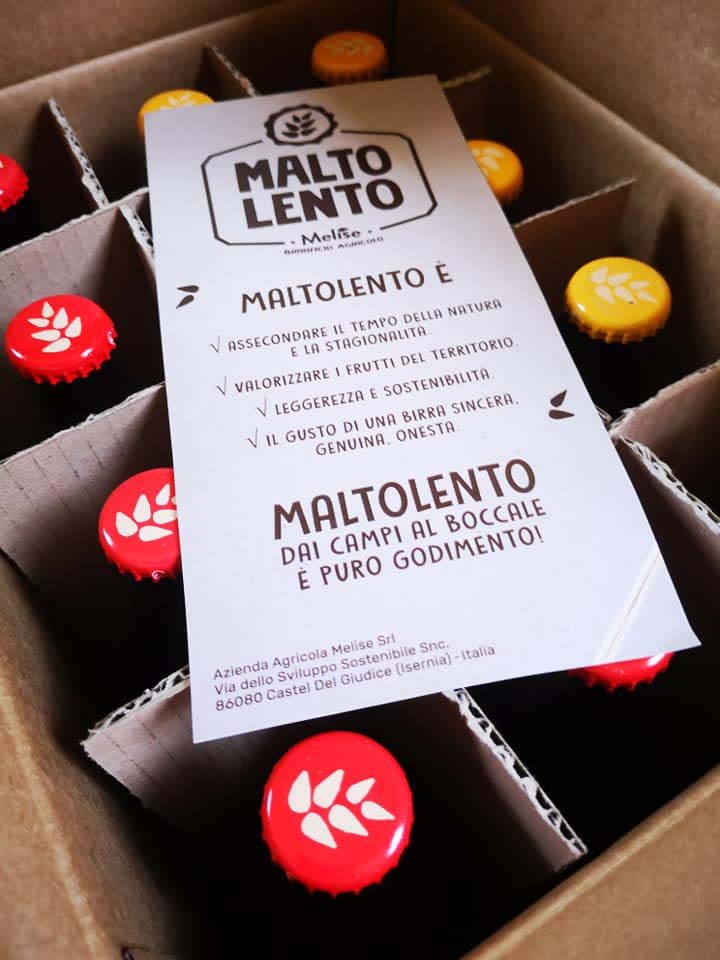 MALTO
LENTO
· Melise ·
BIRRIFICIO AGRICOLO
MALTOLENTO È
√ ASSECONDARE IL TEMPO DELLA NATURA
E LA STAGIONALITÀ.
√ VALORIZZARE I FRUTTI DEL TERRITORIO.
√ LEGGEREZZA E SOSTENIBILITÀ.
√ IL GUSTO DI UNA BIRRA SINCERA,
GENUINA, ONESTA.
MALTOLENTO
DAI CAMPI AL BOCCALE
È PURO GODIMENTO!
Azienda Agricola Melise Srl
Via dello Sviluppo Sostenibile Snc,
86080 Castel Del Giudice (Isernia) - Italia